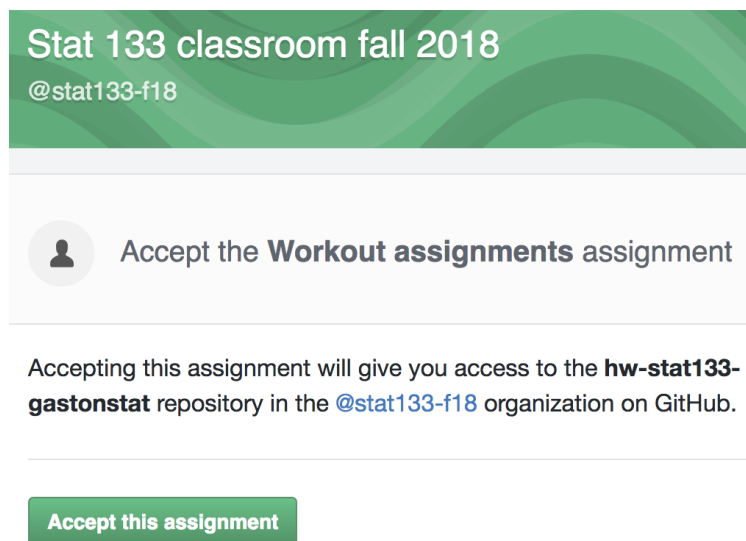 Stat 133 classroom fall 2018
@stat133-f18
Accept the Workout assignments assignment
Accepting this assignment will give you access to the hw-stat133-
gastonstat repository in the @stat133-f18 organization on GitHub.
Accept this assignment